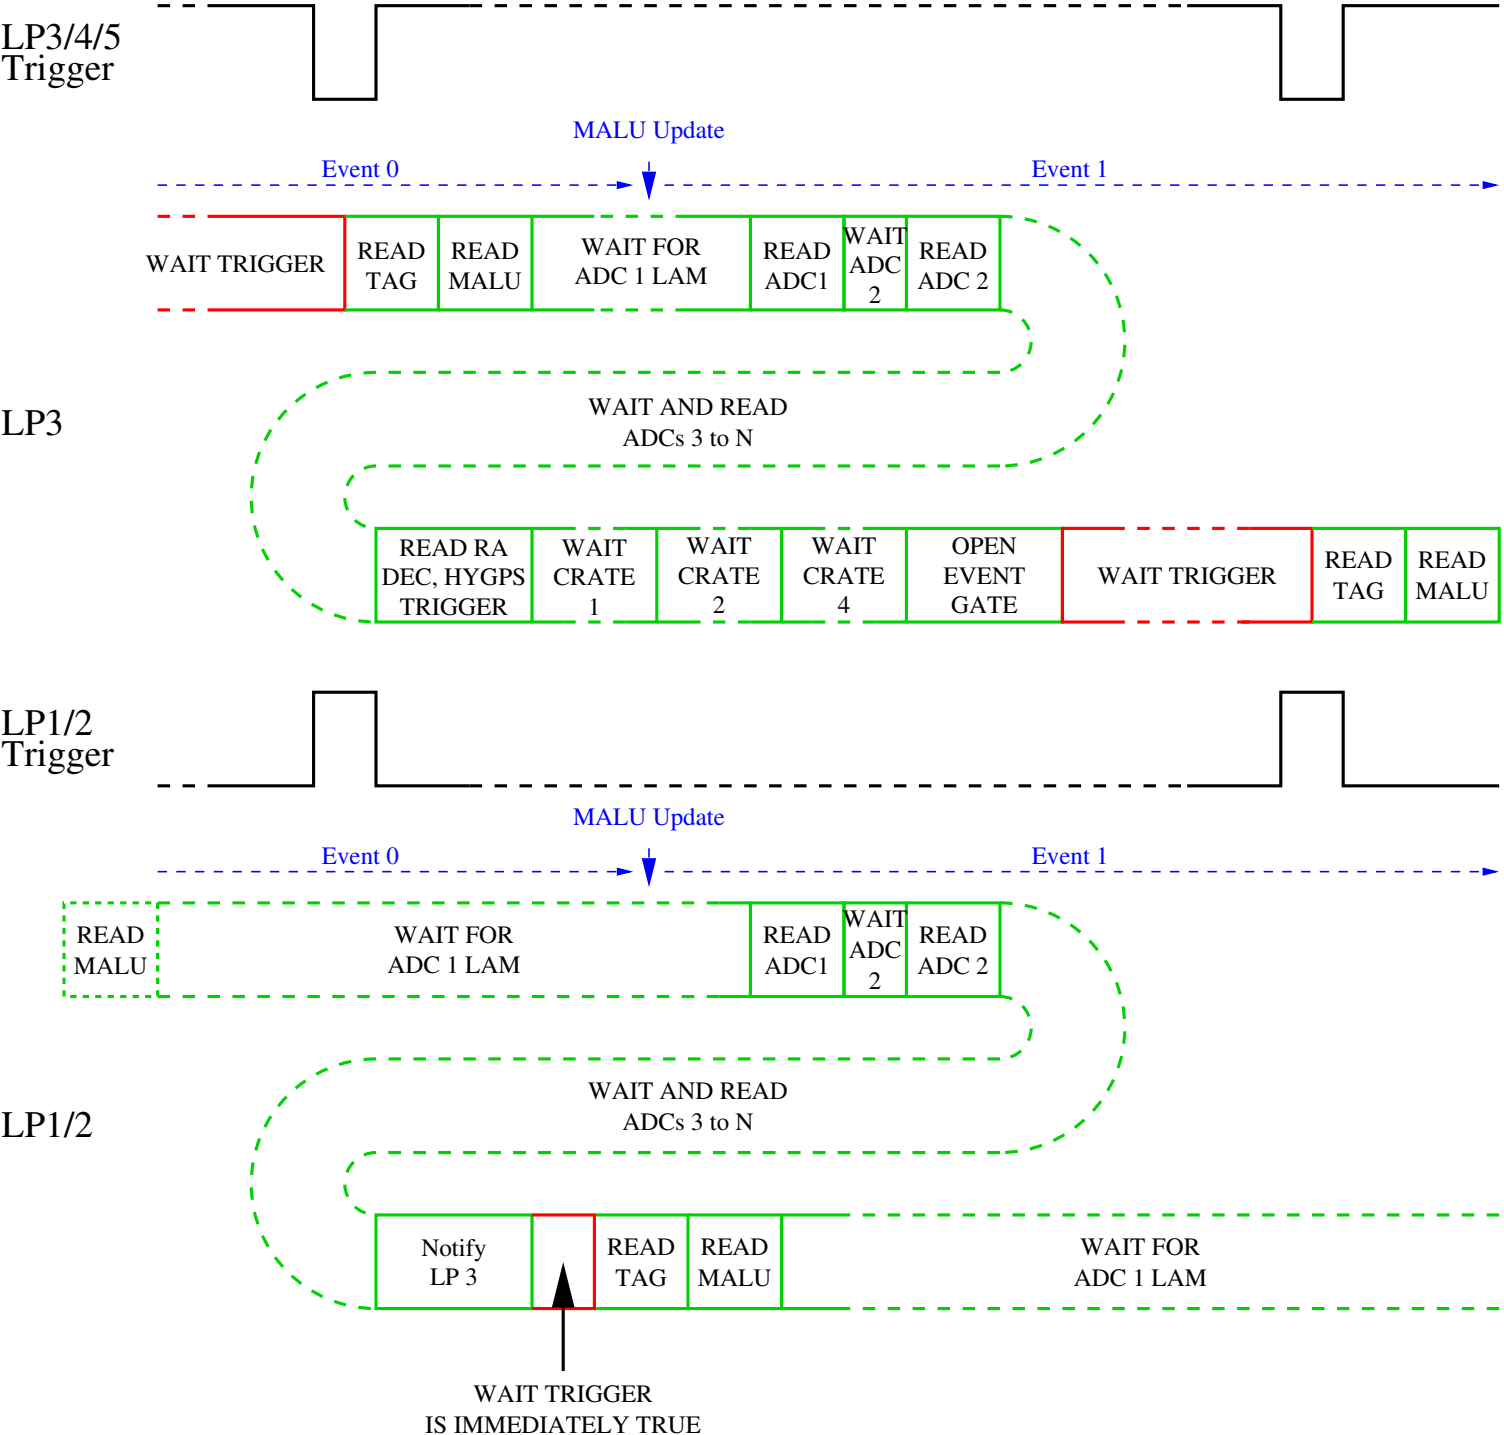 LP3/4/5
Trigger
MALU Update
Event 0
Event 1
WAIT TRIGGER
READ
TAG
READ
MALU
WAIT FOR
ADC 1 LAM
READ
ADC1
WAIT
ADC
2
READ
ADC 2
LP3
WAIT AND READ
ADCs 3 to N
READ RA
DEC, HYGPS
TRIGGER
WAIT
CRATE
1
WAIT
CRATE
2
WAIT
CRATE
4
OPEN
EVENT
GATE
WAIT TRIGGER
READ
TAG
READ
MALU
LP1/2
Trigger
MALU Update
Event 0
Event 1
READ
MALU
WAIT FOR
ADC 1 LAM
READ
ADC1
WAIT
ADC
2
READ
ADC 2
LP1/2
WAIT AND READ
ADCs 3 to N
Notify
LP 3
READ
TAG
READ
MALU
WAIT FOR
ADC 1 LAM
WAIT TRIGGER
IS IMMEDIATELY TRUE